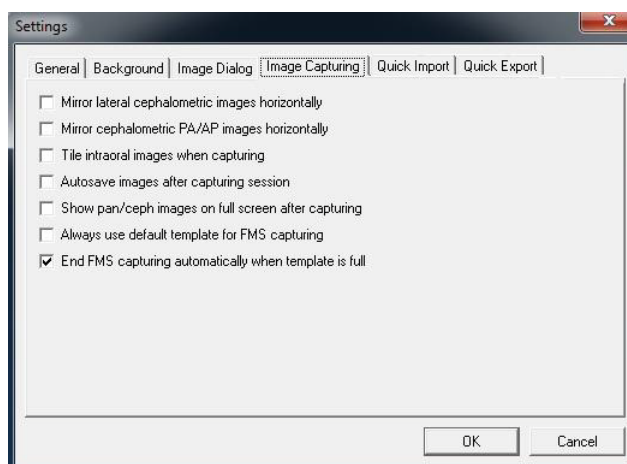 Settings
General Background Image Dialog Image Capturing Quick Import Quick Export
Mirror lateral cephalometric images horizontally
Mirror cephalometric PA/AP images horizontally
Tile intraoral images when capturing
Autosave images after capturing session
Show pan/ceph images on full screen after capturing
Always use default template for FMS capturing
End FMS capturing automatically when template is full
OK Cancel